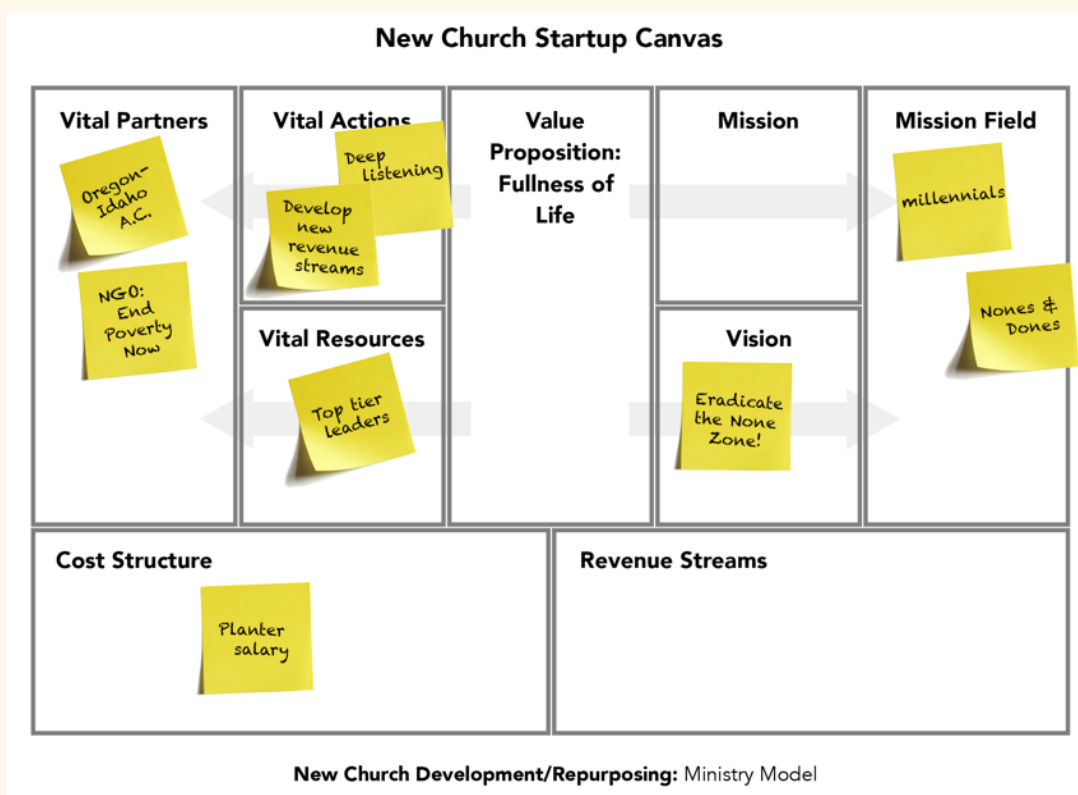 New Church Startup Canvas
Vital Partners
Oregon-
Idaho
A.C.
NGO:
End
Poverty
Now
Vital Actions
Deep
listening
Develop
new
revenue
streams
Vital Resources
Top tier
leaders
Value
Proposition:
Fullness of
Life
Mission
Vision
Eradicate
the None
Zone!
Mission Field
millennials
Nones &
Dones
Cost Structure
Planter
salary
Revenue Streams
New Church Development/Repurposing: Ministry Model